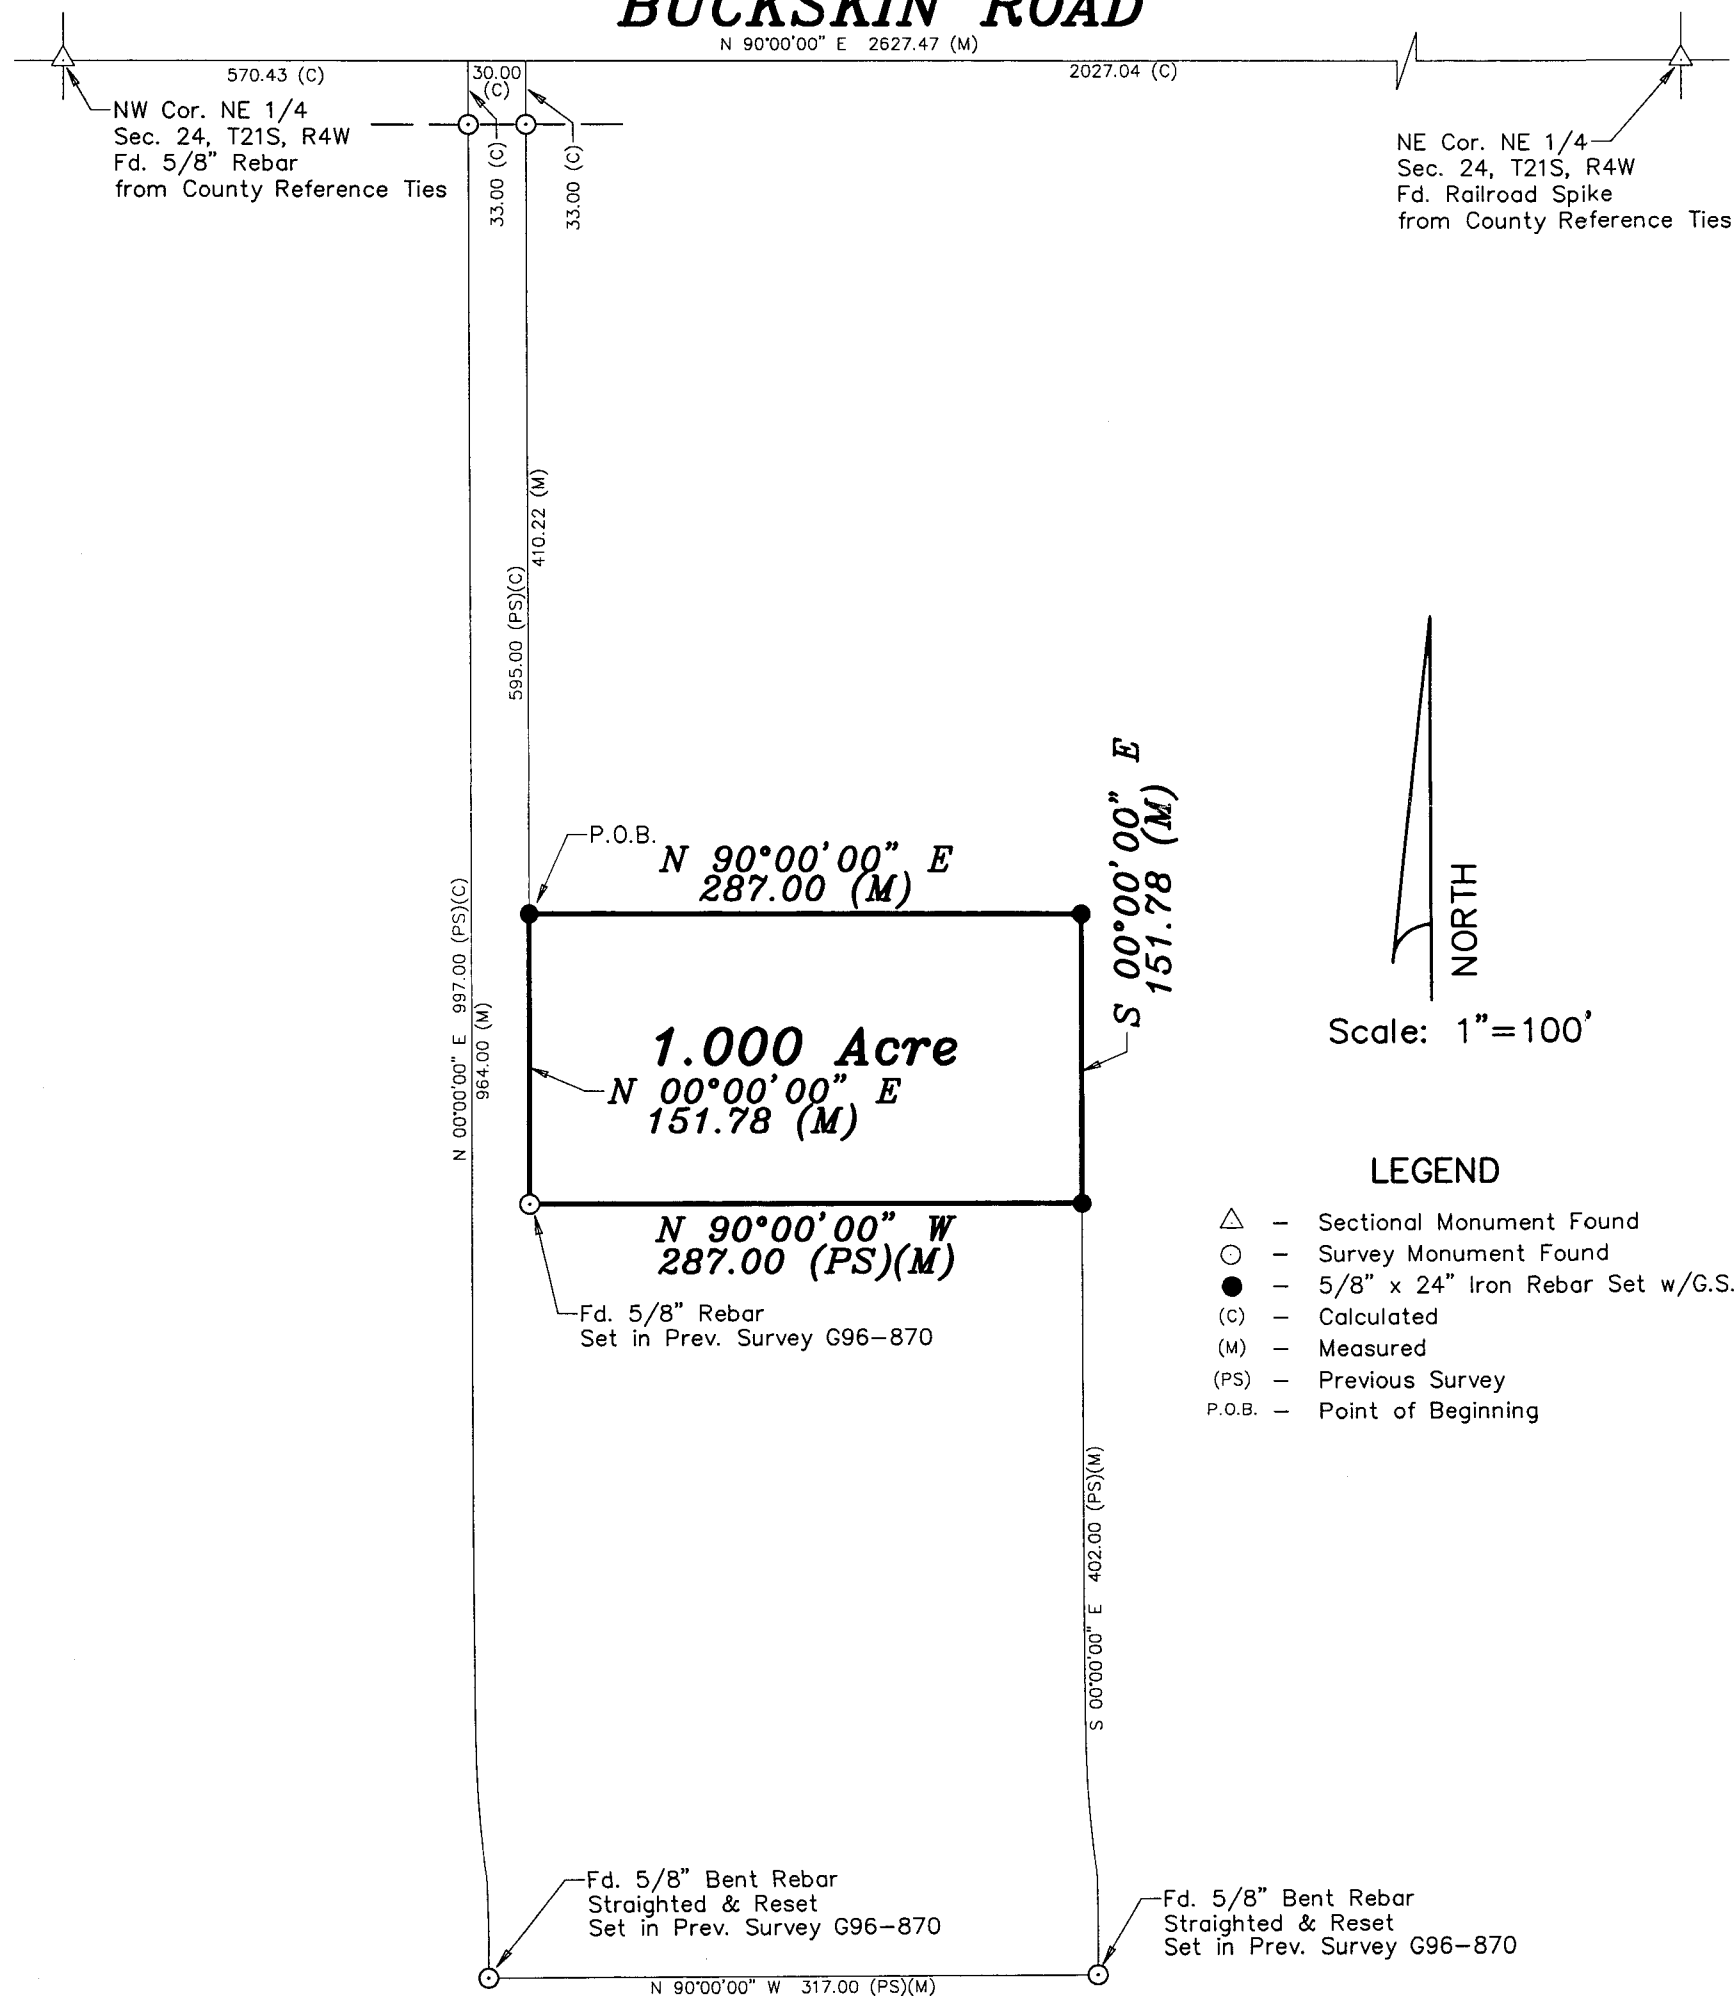 BUCKSKIN ROAD
N 90°00'00" E 2627.47 (M)
570.43 (C)
30.00
(C)
2027.04 (C)
NW Cor. NE 1/4
Sec. 24, T21S, R4W
Fd. 5/8" Rebar
from County Reference Ties
33.00 (C)
33.00 (C)
NE Cor. NE 1/4
Sec. 24, T21S, R4W
Fd. Railroad Spike
from County Reference Ties
410.22 (M)
595.00 (PS)(C)
P.O.B.
N 90°00'00" E
287.00 (M)
S 00°00'00" E
151.78 (M)
N 00°00'00" E 997.00 (PS)(C)
964.00 (M)
1.000 Acre
N 00°00'00" E
151.78 (M)
NORTH
Scale: 1"=100'
N 90°00'00" W
287.00 (PS)(M)
Fd. 5/8" Rebar
Set in Prev. Survey G96-870
LEGEND
△ – Sectional Monument Found
⊙ – Survey Monument Found
● – 5/8" x 24" Iron Rebar Set w/G.S.
(C) – Calculated
(M) – Measured
(PS) – Previous Survey
P.O.B. – Point of Beginning
S 00°00'00" E 402.00 (PS)(M)
Fd. 5/8" Bent Rebar
Straighted & Reset
Set in Prev. Survey G96-870
Fd. 5/8" Bent Rebar
Straighted & Reset
Set in Prev. Survey G96-870
N 90°00'00" W 317.00 (PS)(M)